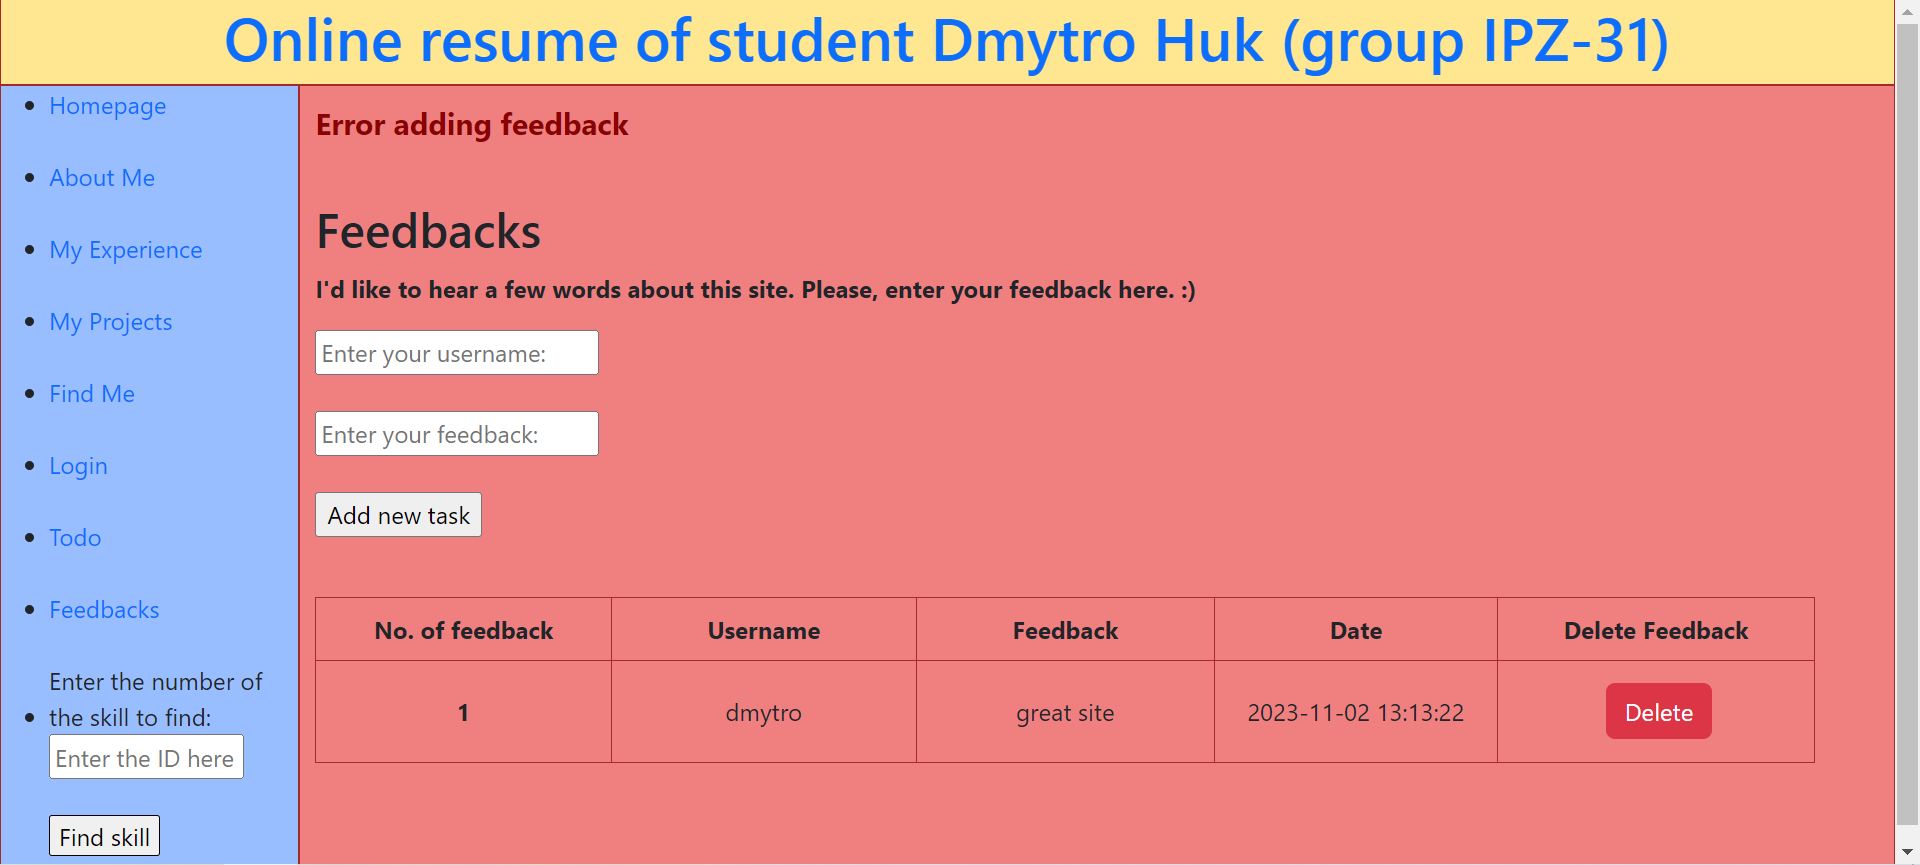 Online resume of student Dmytro Huk (group IPZ-31)
Homepage
About Me
My Experience
My Projects
Find Me
Login
Todo
Feedbacks
Enter the number of
the skill to find:
Enter the ID here
Find skill
Error adding feedback
Feedbacks
I'd like to hear a few words about this site. Please, enter your feedback here. :)
Enter your username:
Enter your feedback:
Add new task
No. of feedback Username Feedback Date Delete Feedback
1 dmytro great site 2023-11-02 13:13:22 Delete